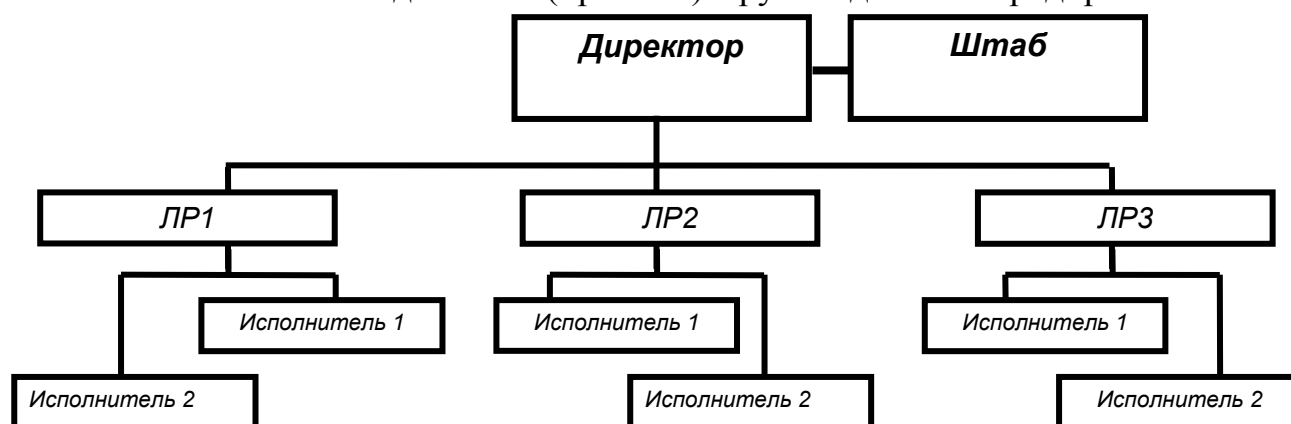 Директор
Штаб
ЛР1
ЛР2
ЛР3
Исполнитель 1
Исполнитель 1
Исполнитель 1
Исполнитель 2
Исполнитель 2
Исполнитель 2